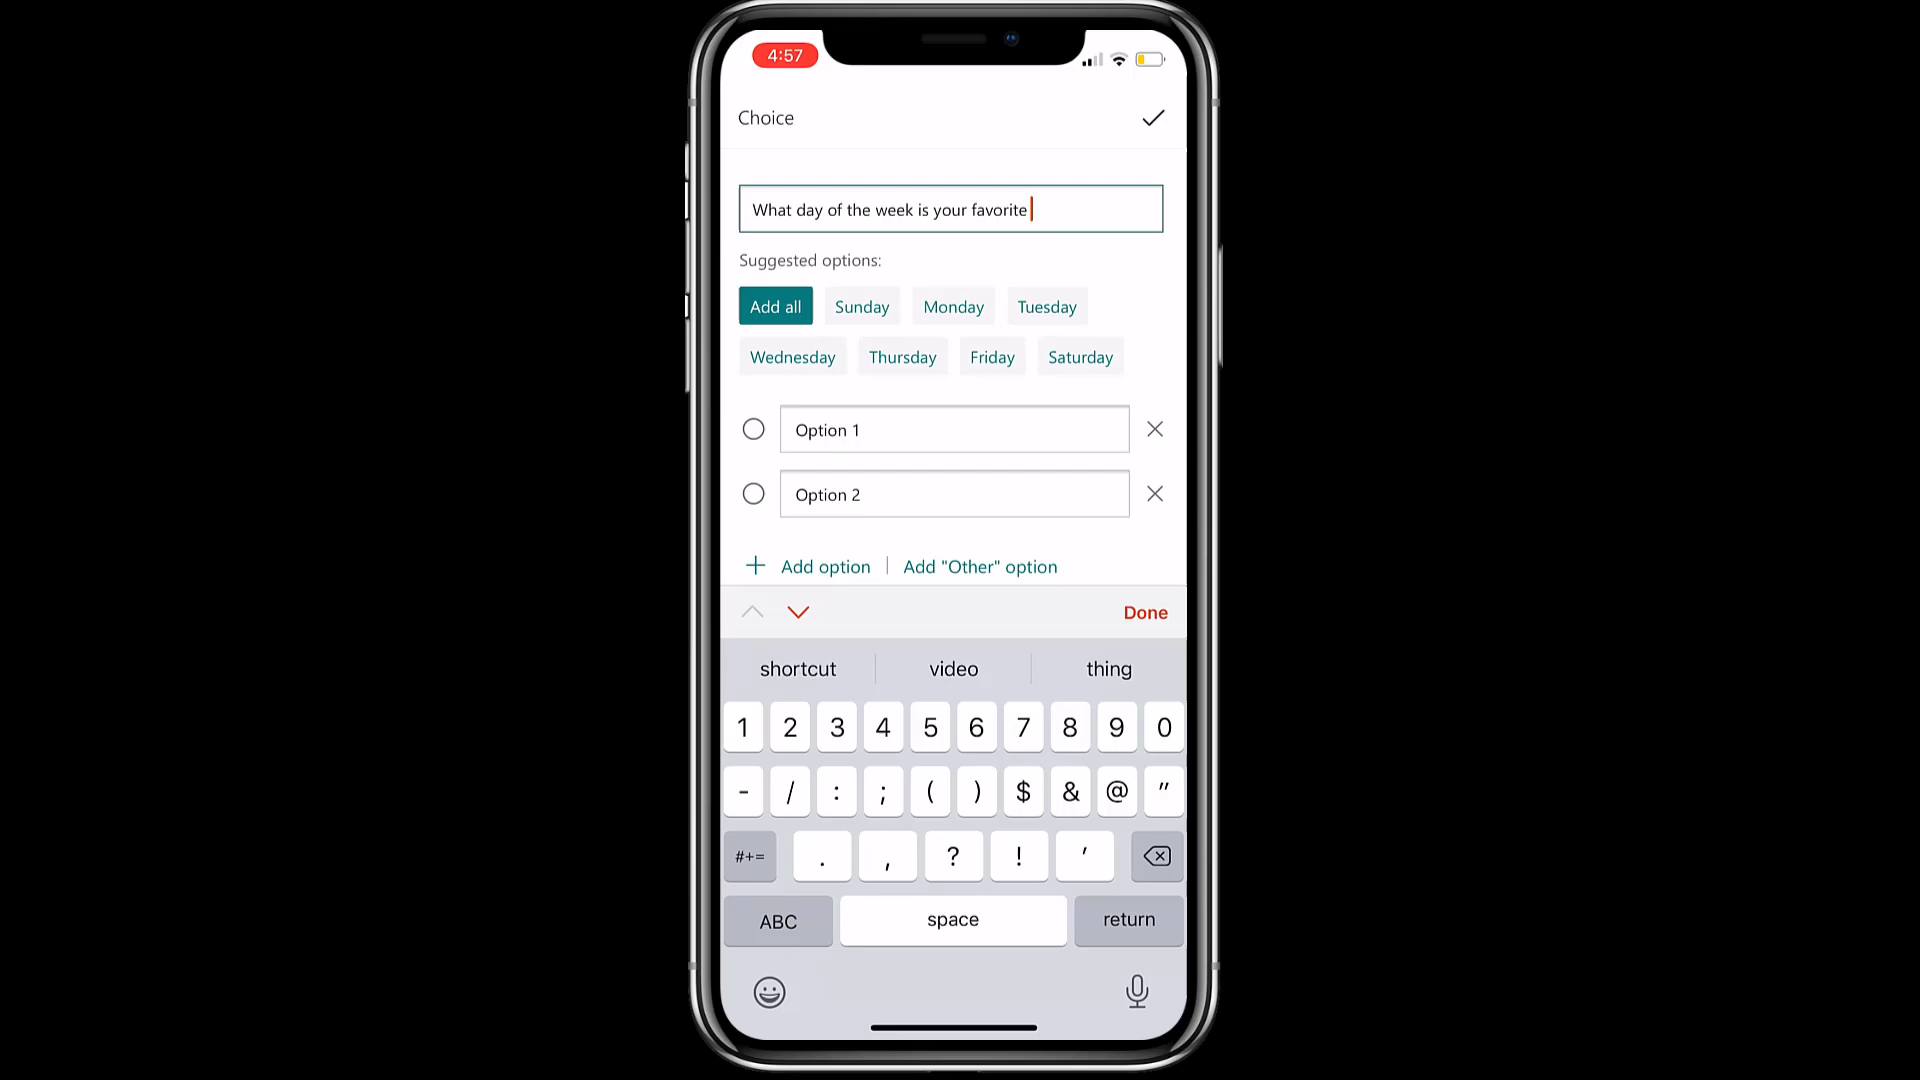 4:57
Choice
What day of the week is your favorite
Suggested options:
Add all Sunday Monday Tuesday
Wednesday Thursday Friday Saturday
Option 1
Option 2
Add option | Add "Other" option
Done
shortcut video thing
1 2 3 4 5 6 7 8 9 0
- / : ; ( ) $ & @ "
#+= . , ? ! '
ABC space return